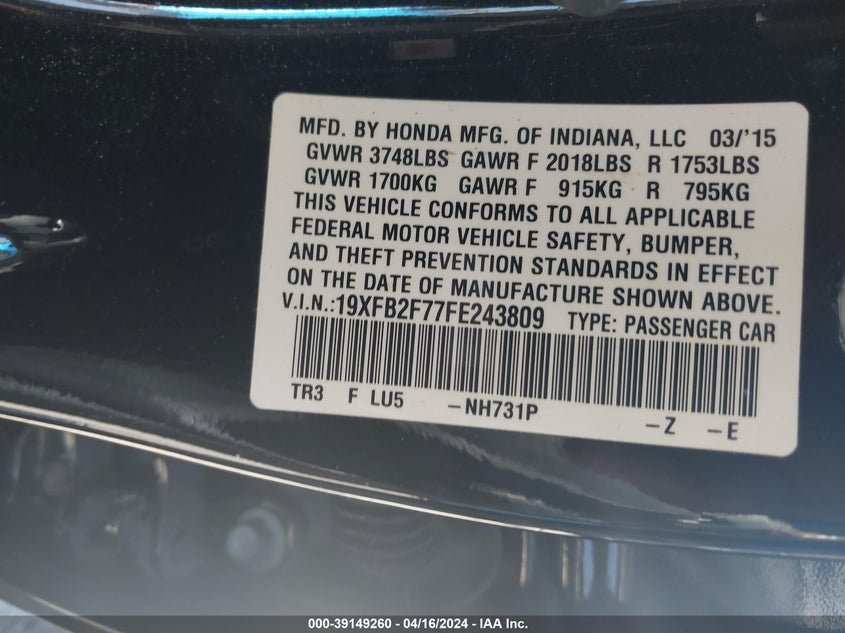 MFD. BY HONDA MFG. OF INDIANA, LLC 03/'15
GVWR 3748LBS GAWR F 2018LBS R 1753LBS
GVWR 1700KG GAWR F 915KG R 795KG
THIS VEHICLE CONFORMS TO ALL APPLICABLE
FEDERAL MOTOR VEHICLE SAFETY, BUMPER,
AND THEFT PREVENTION STANDARDS IN EFFECT
ON THE DATE OF MANUFACTURE SHOWN ABOVE.
V.I.N.:19XFB2F77FE243809 TYPE: PASSENGER CAR
TR3 F LU5 -NH731P -Z -E
000-39149260 - 04/16/2024 - IAA Inc.